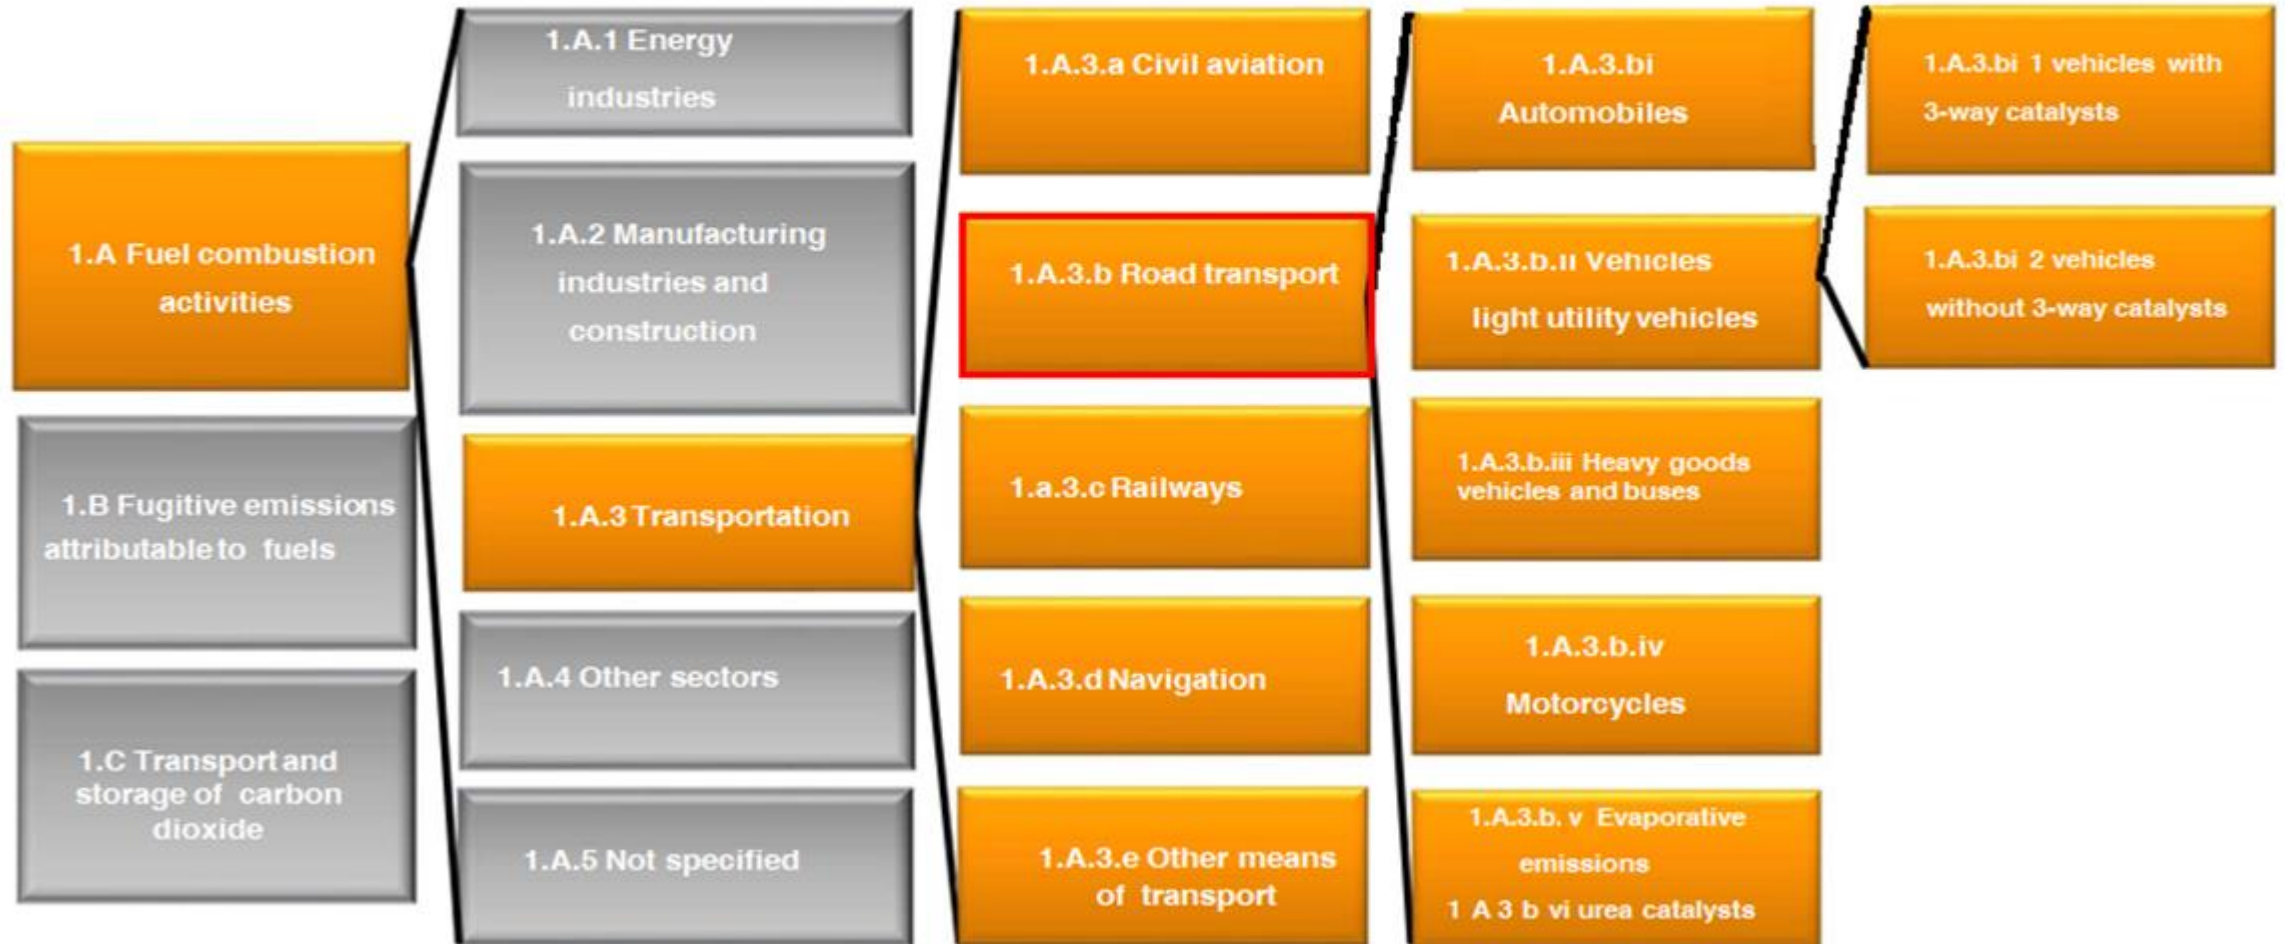 1.A Fuel combustion
activities
1.B Fugitive emissions
attributable to fuels
1.C Transport and
storage of carbon
dioxide
1.A.1 Energy
industries
1.A.2 Manufacturing
industries and
construction
1.A.3 Transportation
1.A.4 Other sectors
1.A.5 Not specified
1.A.3.a Civil aviation
1.A.3.b Road transport
1.a.3.c Railways
1.A.3.d Navigation
1.A.3.e Other means
of transport
1.A.3.bi
Automobiles
1.A.3.b.ii Vehicles
light utility vehicles
1.A.3.b.iii Heavy goods
vehicles and buses
1.A.3.b.iv
Motorcycles
1.A.3.b. v Evaporative
emissions
1 A 3 b vi urea catalysts
1.A.3.bi 1 vehicles with
3-way catalysts
1.A.3.bi 2 vehicles
without 3-way catalysts